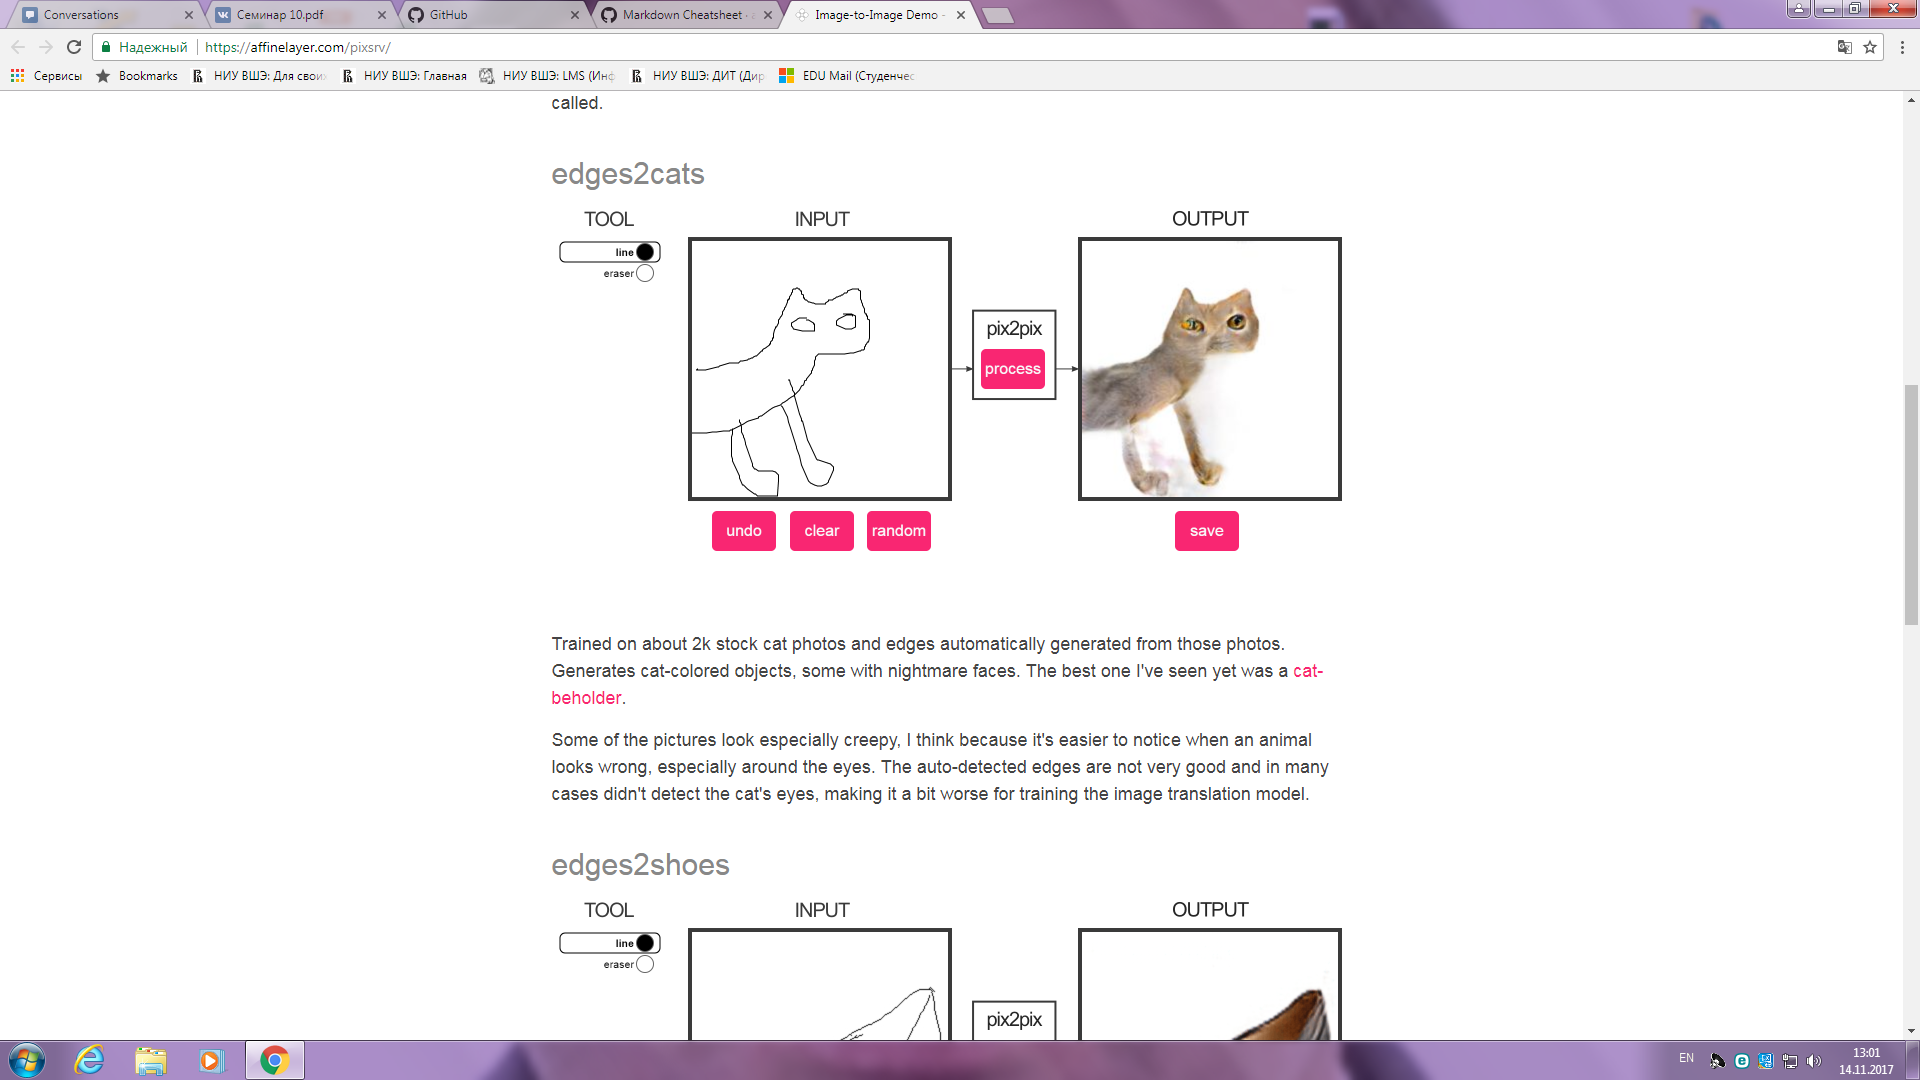 Conversations
Семинар 10.pdf
GitHub
Markdown Cheatsheet
Image-to-Image Demo -
Надежный
https://affinelayer.com/pixsrv/
Сервисы
Bookmarks
НИУ ВШЭ: Для свои
НИУ ВШЭ: Главная
НИУ ВШЭ: LMS (Инф
НИУ ВШЭ: ДИТ (Дир
EDU Mail (Студенчес
called.
edges2cats
TOOL
INPUT
OUTPUT
line
eraser
pix2pix
process
undo
clear
random
save
Trained on about 2k stock cat photos and edges automatically generated from those photos.
Generates cat-colored objects, some with nightmare faces. The best one I've seen yet was a cat-
beholder.
Some of the pictures look especially creepy, I think because it's easier to notice when an animal
looks wrong, especially around the eyes. The auto-detected edges are not very good and in many
cases didn't detect the cat's eyes, making it a bit worse for training the image translation model.
edges2shoes
TOOL
INPUT
OUTPUT
line
eraser
pix2pix
EN
13:01
14.11.2017